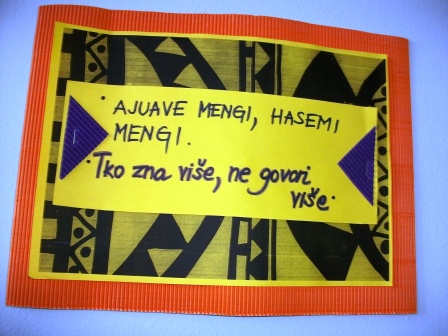 AJUAVE MENGI, HASEMI
MENGI.
Tko zna više, ne govori
više.